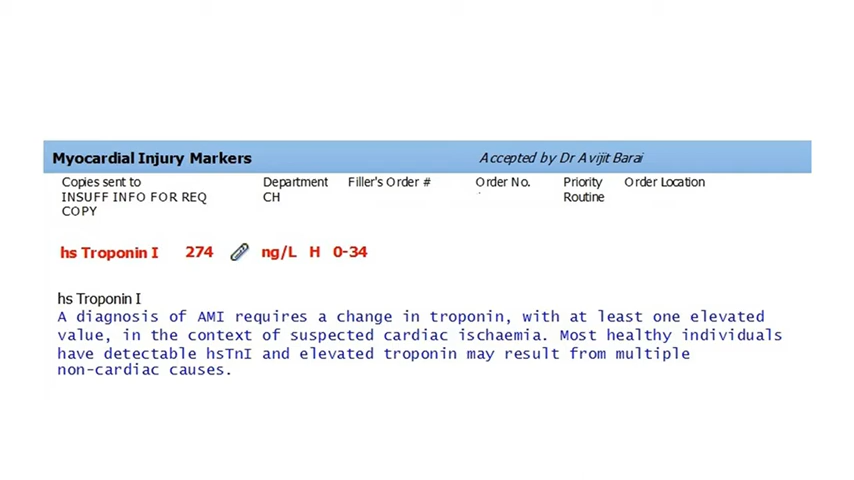 Myocardial Injury Markers Accepted by Dr Avijit Barai
Copies sent to Department Filler's Order # Order No. Priority Order Location
INSUFF INFO FOR REQ CH Routine
COPY
hs Troponin I 274 ng/L H 0-34
hs Troponin I
A diagnosis of AMI requires a change in troponin, with at least one elevated
value, in the context of suspected cardiac ischaemia. Most healthy individuals
have detectable hsTnI and elevated troponin may result from multiple
non-cardiac causes.